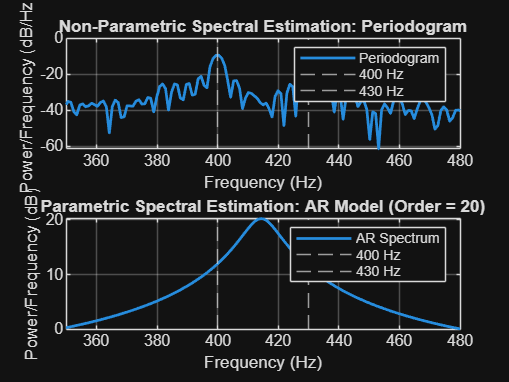 Non-Parametric Spectral Estimation: Periodogram
Power/Frequency (dB/Hz
0
-20
-40
-60
Periodogram
400 Hz
430 Hz
360
380
400
420
440
460
480
Frequency (Hz)
Parametric Spectral Estimation: AR Model (Order = 20)
Power/Frequency (dB)
20
10
0
AR Spectrum
400 Hz
430 Hz
360
380
400
420
440
460
480
Frequency (Hz)